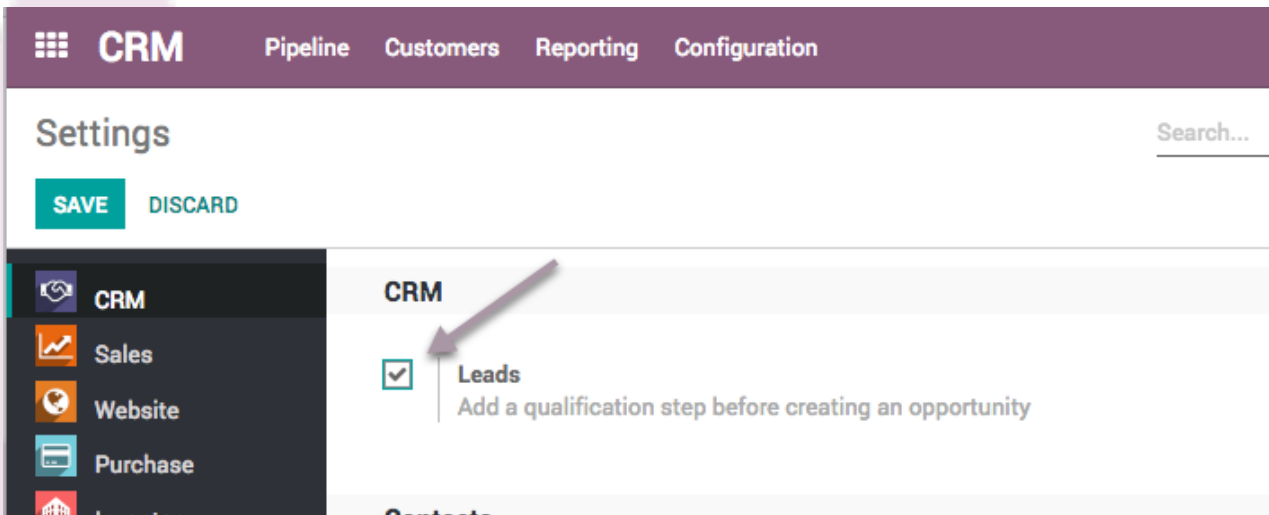 CRM Pipeline Customers Reporting Configuration
Settings
Search...
SAVE DISCARD
CRM
Sales
Website
Purchase
CRM
Leads
Add a qualification step before creating an opportunity
Contacts